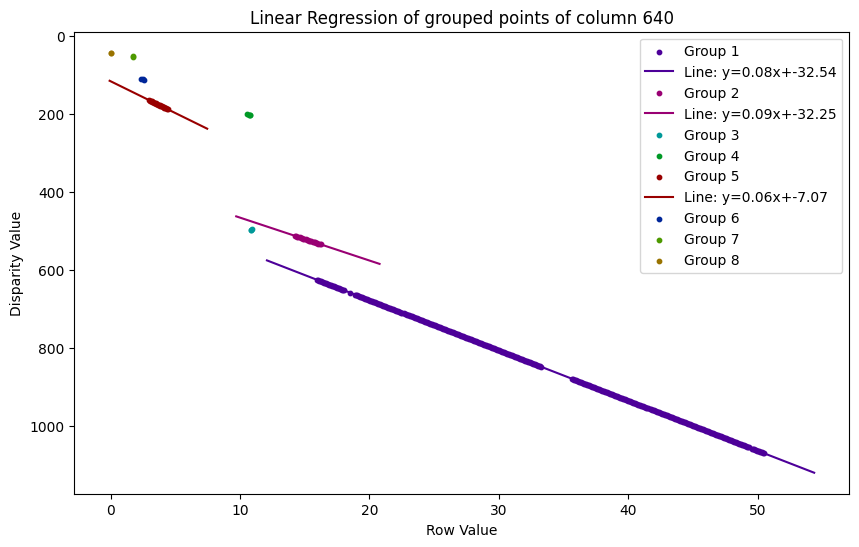 Linear Regression of grouped points of column 640
Group 1
Line: y=0.08x+-32.54
Group 2
Line: y=0.09x+-32.25
Group 3
Group 4
Group 5
Line: y=0.06x+-7.07
Group 6
Group 7
Group 8
Disparity Value
0
200
400
600
800
1000
0 10 20 30 40 50
Row Value